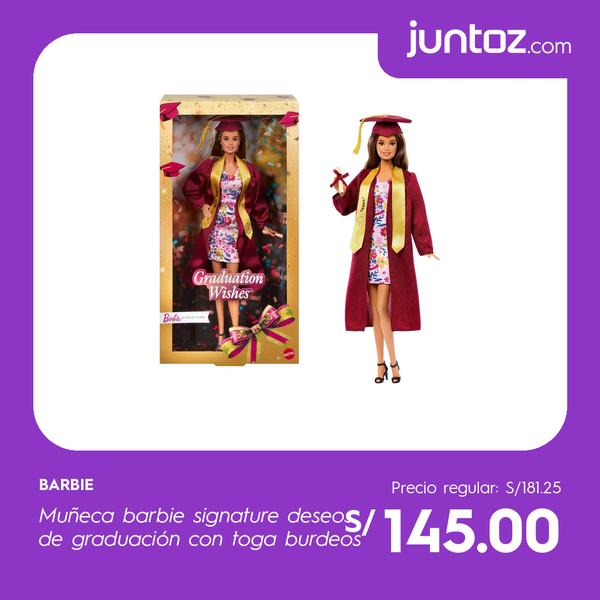 juntoz.com
Graduation
Wishes
Barbie SIGNATURE
BARBIE
Precio regular: S/181.25
Muñeca barbie signature deseos
de graduación con toga burdeos
S/ 145.00